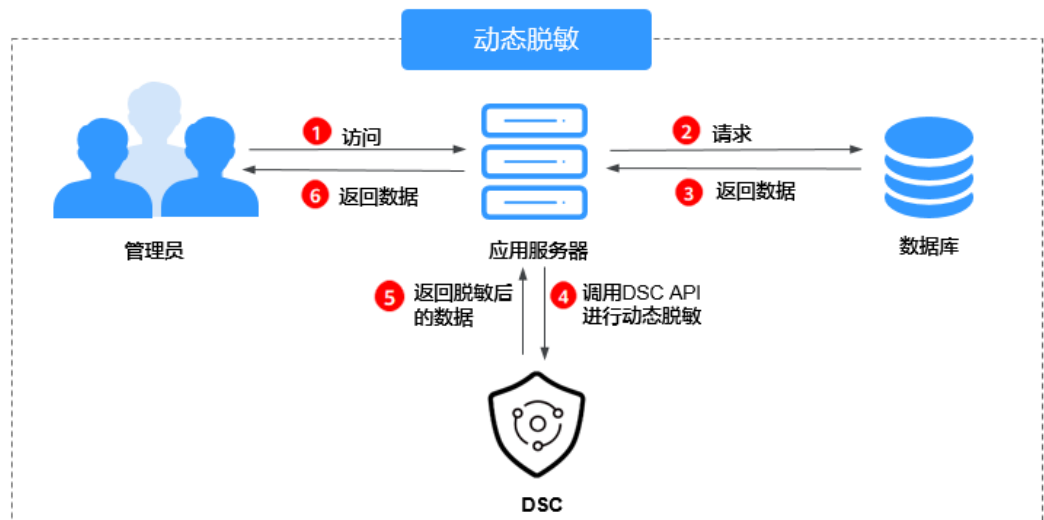 动态脱敏
1 访问
2 请求
6 返回数据
3 返回数据
管理员
应用服务器
数据库
5 返回脱敏后
的数据
4 调用DSC API
进行动态脱敏
DSC